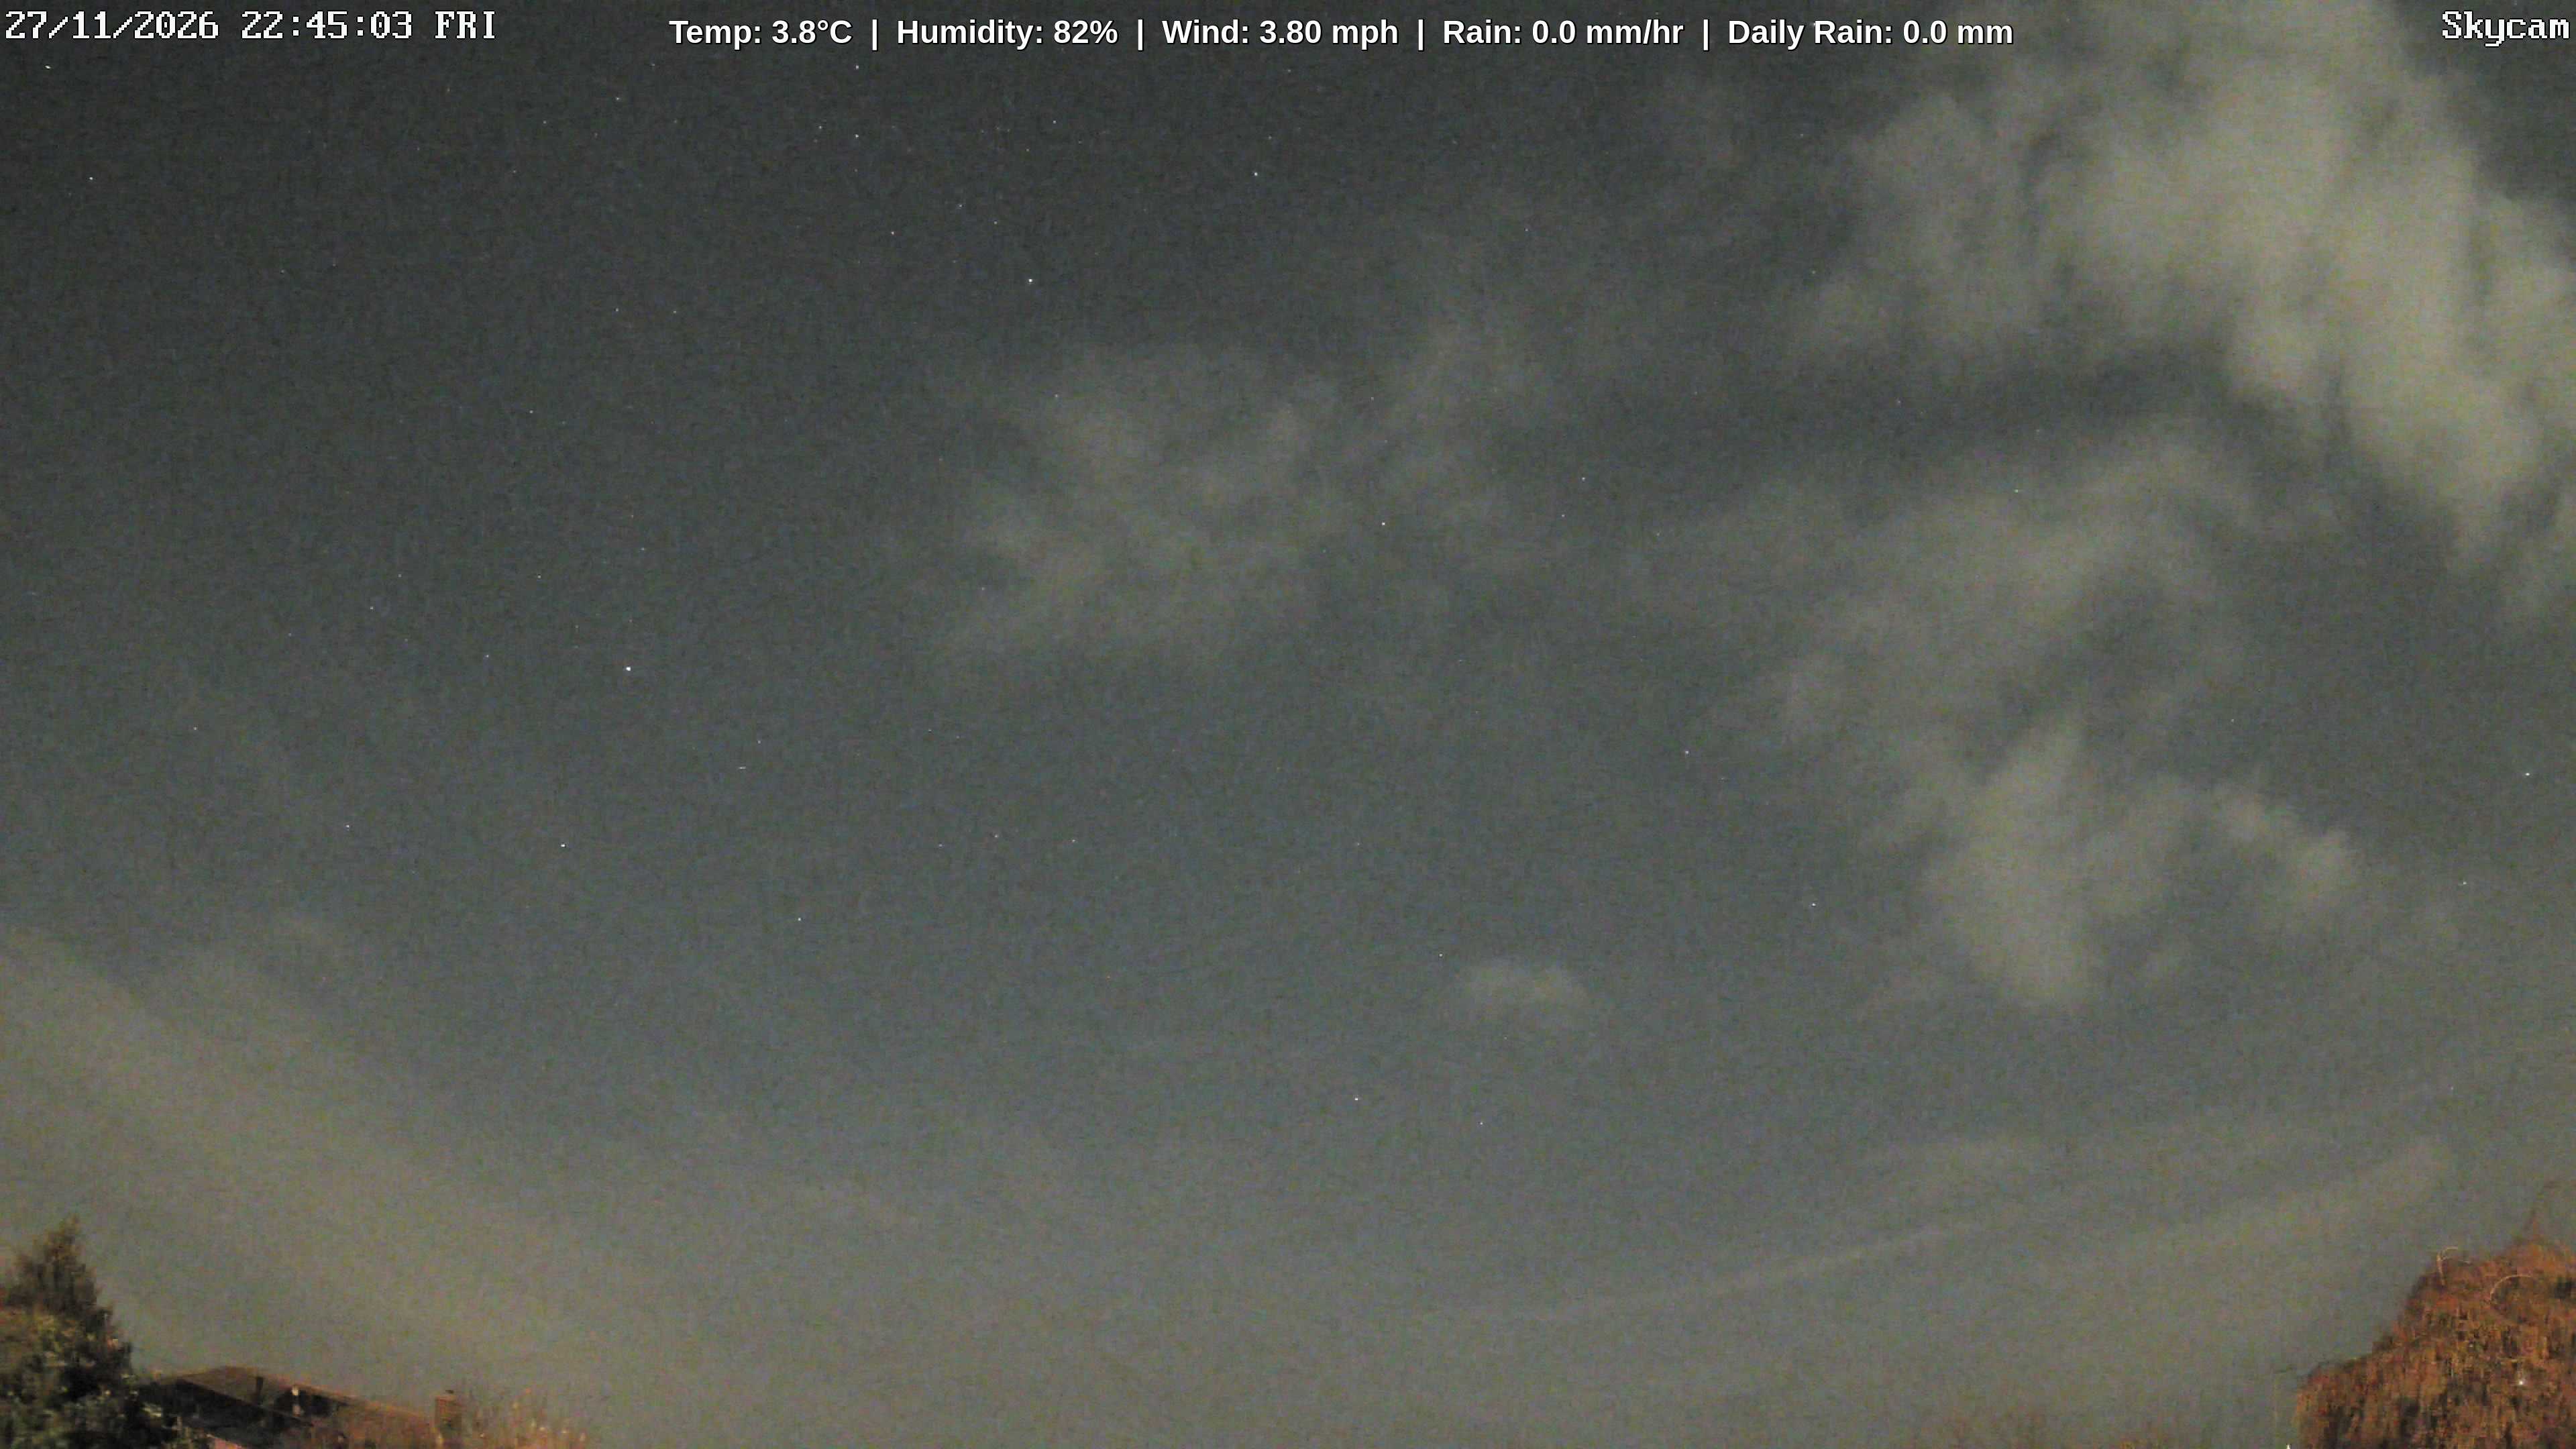 27/11/2026 22:45:03 FRI
Temp: 3.8°C | Humidity: 82% | Wind: 3.80 mph | Rain: 0.0 mm/hr | Daily Rain: 0.0 mm
Skycam